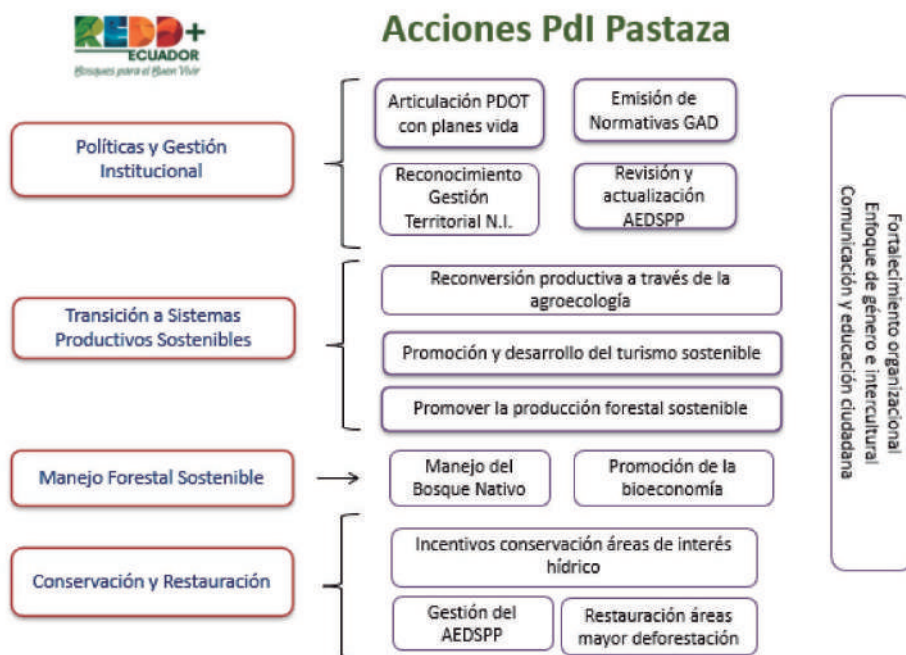 REDD+
ECUADOR
Bosques para el Buen Vivir
Acciones PdI Pastaza
Políticas y Gestión
Institucional
Articulación PDOT
con planes vida
Emisión de
Normativas GAD
Reconocimiento
Gestión
Territorial N.I.
Revisión y
actualización
AEDSPP
Transición a Sistemas
Productivos Sostenibles
Reconversión productiva a través de la
agroecología
Promoción y desarrollo del turismo sostenible
Promover la producción forestal sostenible
Manejo Forestal Sostenible
Manejo del
Bosque Nativo
Promoción de la
bioeconomía
Conservación y Restauración
Incentivos conservación áreas de interés
hídrico
Gestión del
AEDSPP
Restauración áreas
mayor deforestación
Fortalecimiento organizacional
Enfoque de género e intercultural
Comunicación y educación ciudadana